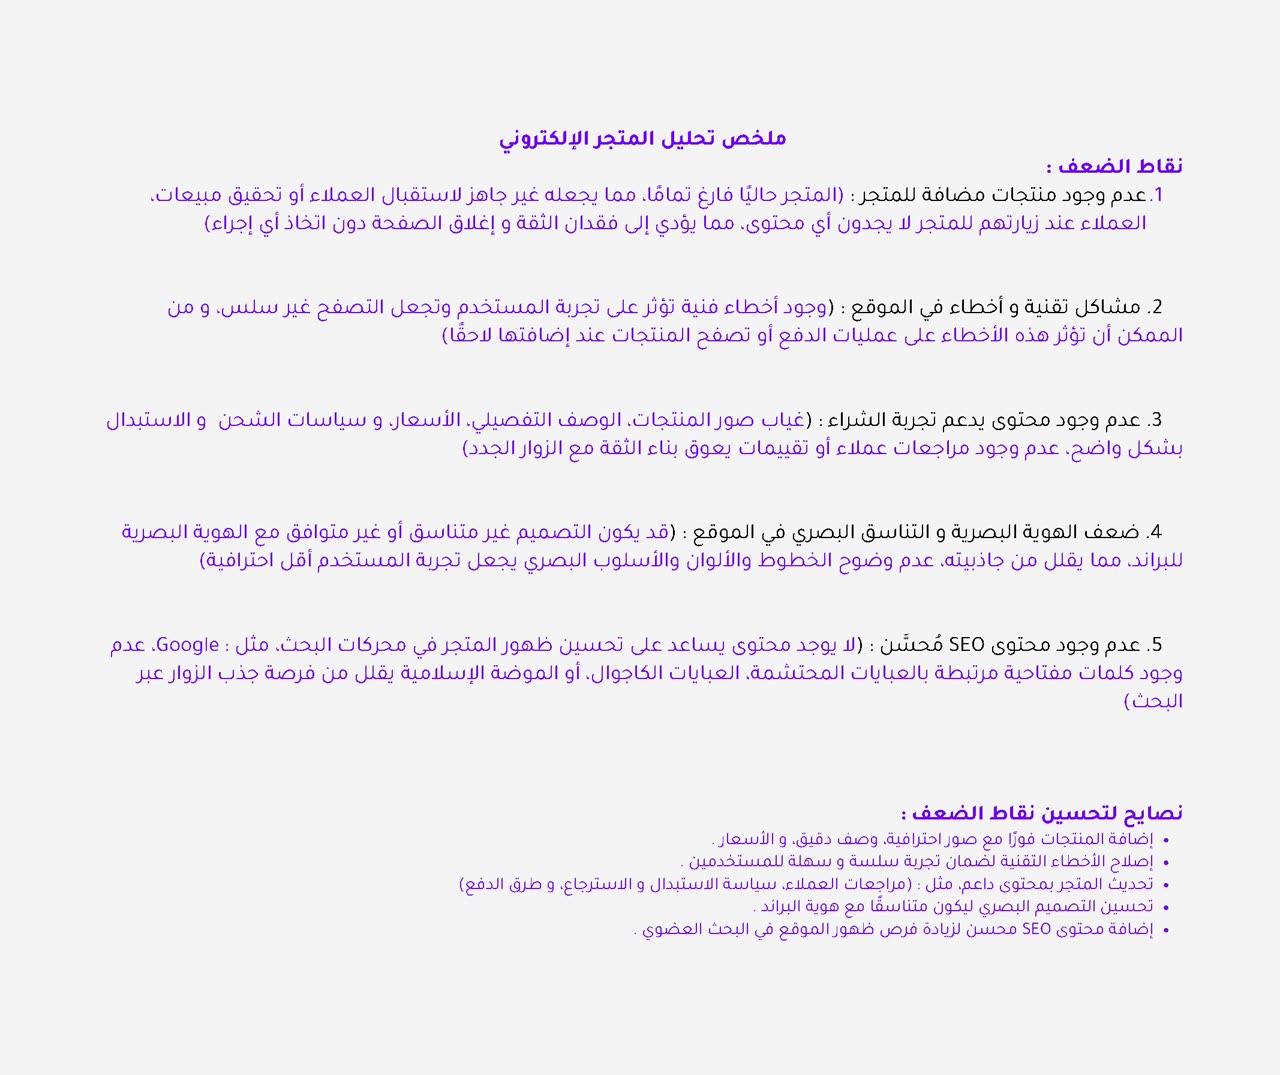 ملخص تحليل المتجر الإلكتروني
نقاط الضعف :
1. عدم وجود منتجات مضافة للمتجر : (المتجر حاليًا فارغ تمامًا، مما يجعله غير جاهز لاستقبال العملاء أو تحقيق مبيعات،
العملاء عند زيارتهم للمتجر لا يجدون أي محتوى، مما يؤدي إلى فقدان الثقة و إغلاق الصفحة دون اتخاذ أي إجراء)
2. مشاكل تقنية و أخطاء في الموقع : (وجود أخطاء فنية تؤثر على تجربة المستخدم وتجعل التصفح غير سلس، و من
الممكن أن تؤثر هذه الأخطاء على عمليات الدفع أو تصفح المنتجات عند إضافتها لاحقًا)
3. عدم وجود محتوى يدعم تجربة الشراء : (غياب صور المنتجات، الوصف التفصيلي، الأسعار، و سياسات الشحن و الاستبدال
بشكل واضح، عدم وجود مراجعات عملاء أو تقييمات يعوق بناء الثقة مع الزوار الجدد)
4. ضعف الهوية البصرية و التناسق البصري في الموقع : (قد يكون التصميم غير متناسق أو غير متوافق مع الهوية البصرية
للبراند، مما يقلل من جاذبيته، عدم وضوح الخطوط والألوان والأسلوب البصري يجعل تجربة المستخدم أقل احترافية)
5. عدم وجود محتوى SEO مُحسَّن : (لا يوجد محتوى يساعد على تحسين ظهور المتجر في محركات البحث، مثل : Google، عدم
وجود كلمات مفتاحية مرتبطة بالعبايات المحتشمة، العبايات الكاجوال، أو الموضة الإسلامية يقلل من فرصة جذب الزوار عبر
البحث)
نصايح لتحسين نقاط الضعف :
• إضافة المنتجات فورًا مع صور احترافية، وصف دقيق، و الأسعار .
• إصلاح الأخطاء التقنية لضمان تجربة سلسة و سهلة للمستخدمين .
• تحديث المتجر بمحتوى داعم، مثل : (مراجعات العملاء، سياسة الاستبدال و الاسترجاع، و طرق الدفع)
• تحسين التصميم البصري ليكون متناسقًا مع هوية البراند .
• إضافة محتوى SEO محسن لزيادة فرص ظهور الموقع في البحث العضوي .